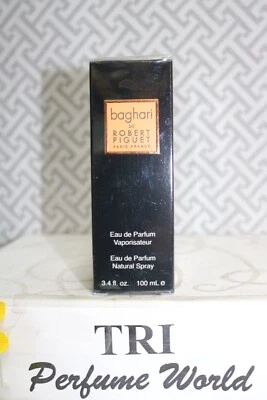 baghari
DE
ROBERT
PIGUET
PARIS-FRANCE
Eau de Parfum
Vaporisateur
Eau de Parfum
Natural Spray
3.4 fl. oz. 100 ml e
TRI
Perfume World